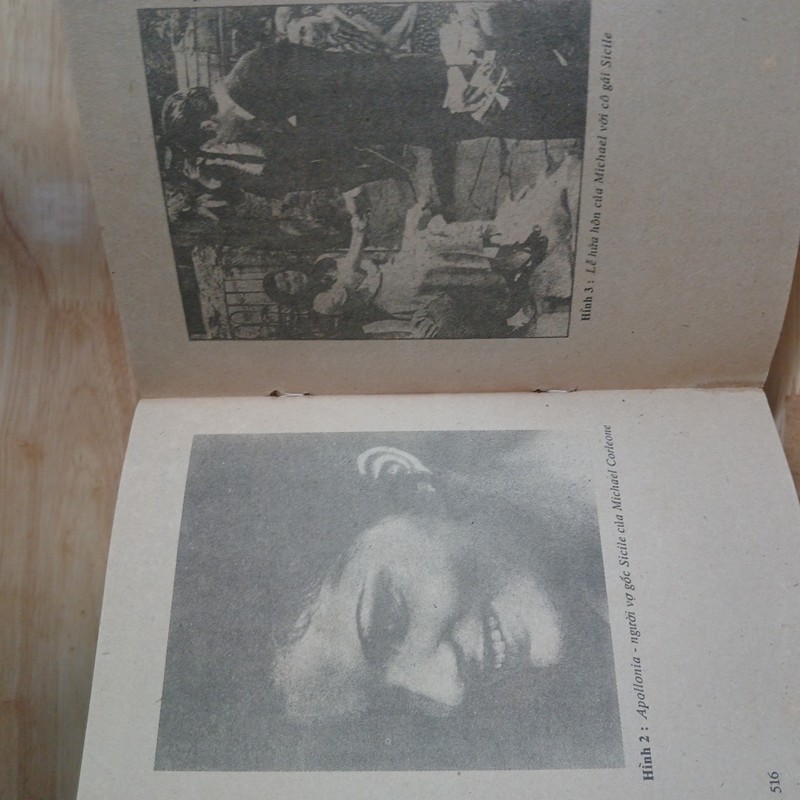 Hình 2 : Apollonia - người vợ gốc Sicile của Michael Corleone
516
Hình 3 : Lễ hứa hôn của Michael với cô gái Sicile